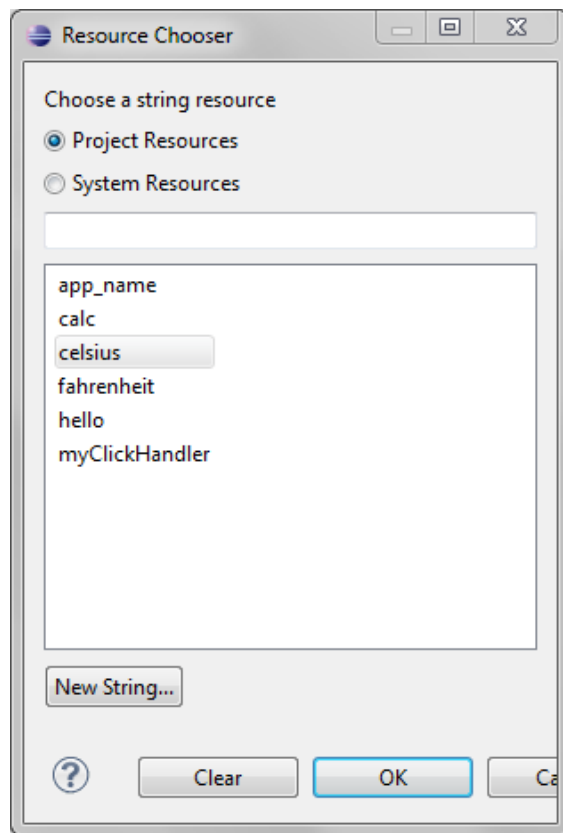 Resource Chooser
Choose a string resource
Project Resources
System Resources
app_name
calc
celsius
fahrenheit
hello
myClickHandler
New String...
? Clear OK Ca